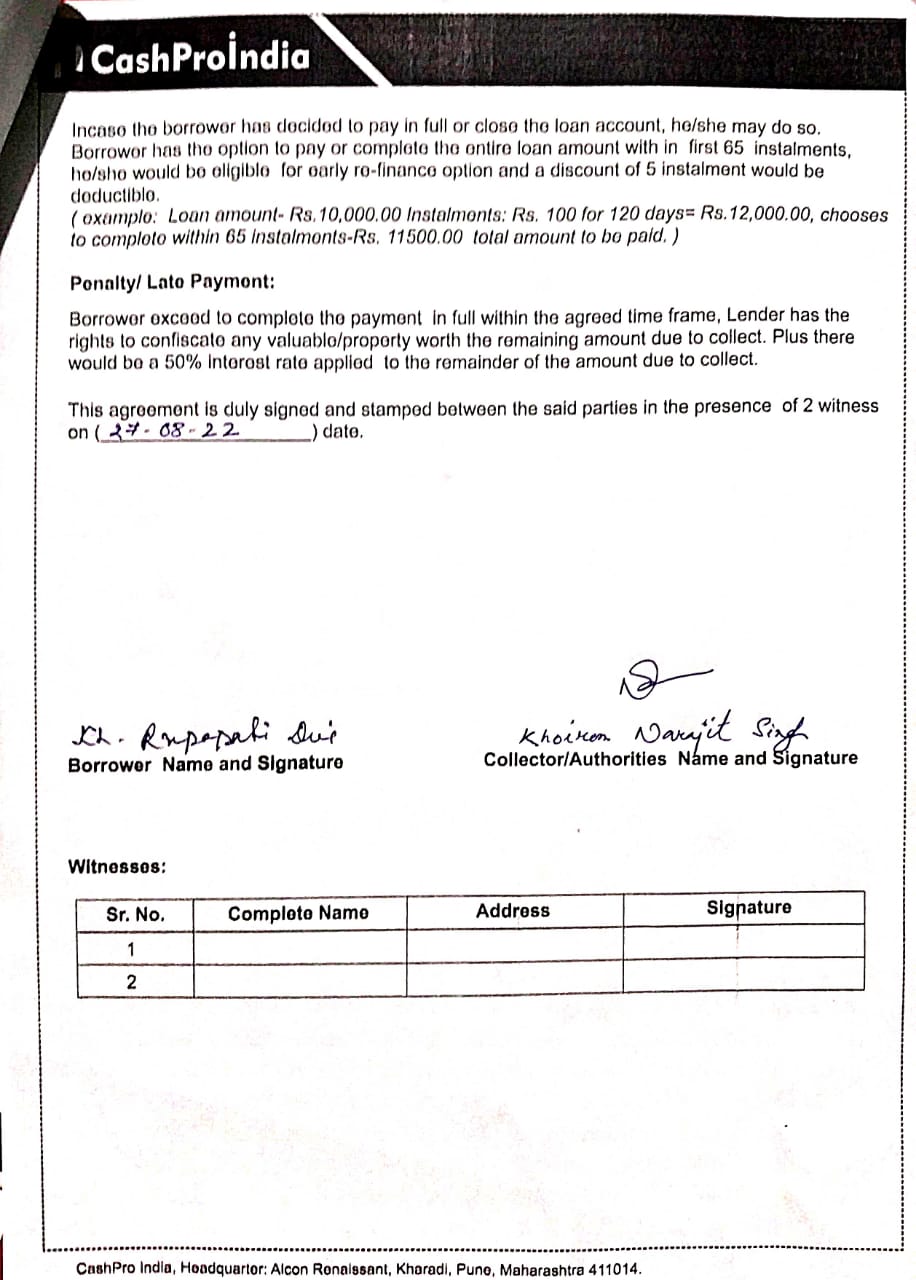 CashProindia
Incase the borrower has decided to pay in full or close the loan account, he/she may do so.
Borrower has the option to pay or complete the entire loan amount with in first 65 instalments,
he/she would be eligible for early re-finance option and a discount of 5 instalment would be
deductible.
( example: Loan amount- Rs.10,000.00 Instalments: Rs. 100 for 120 days= Rs.12,000.00, chooses
to complete within 65 instalments-Rs. 11500.00 total amount to be paid. )
Penalty/ Late Payment:
Borrower exceed to complete the payment in full within the agreed time frame, Lender has the
rights to confiscate any valuable/property worth the remaining amount due to collect. Plus there
would be a 50% interest rate applied to the remainder of the amount due to collect.
This agreement is duly signed and stamped between the said parties in the presence of 2 witness
on ( 27-08-22 ) date.
Kh. Rupapati Devi
Borrower Name and Signature
Khoirom Narajit Singh
Collector/Authorities Name and Signature
Witnesses:
Sr. No. Complete Name Address Signature
1
2
CashPro India, Headquarter: Alcon Renaissant, Kharadi, Pune, Maharashtra 411014.